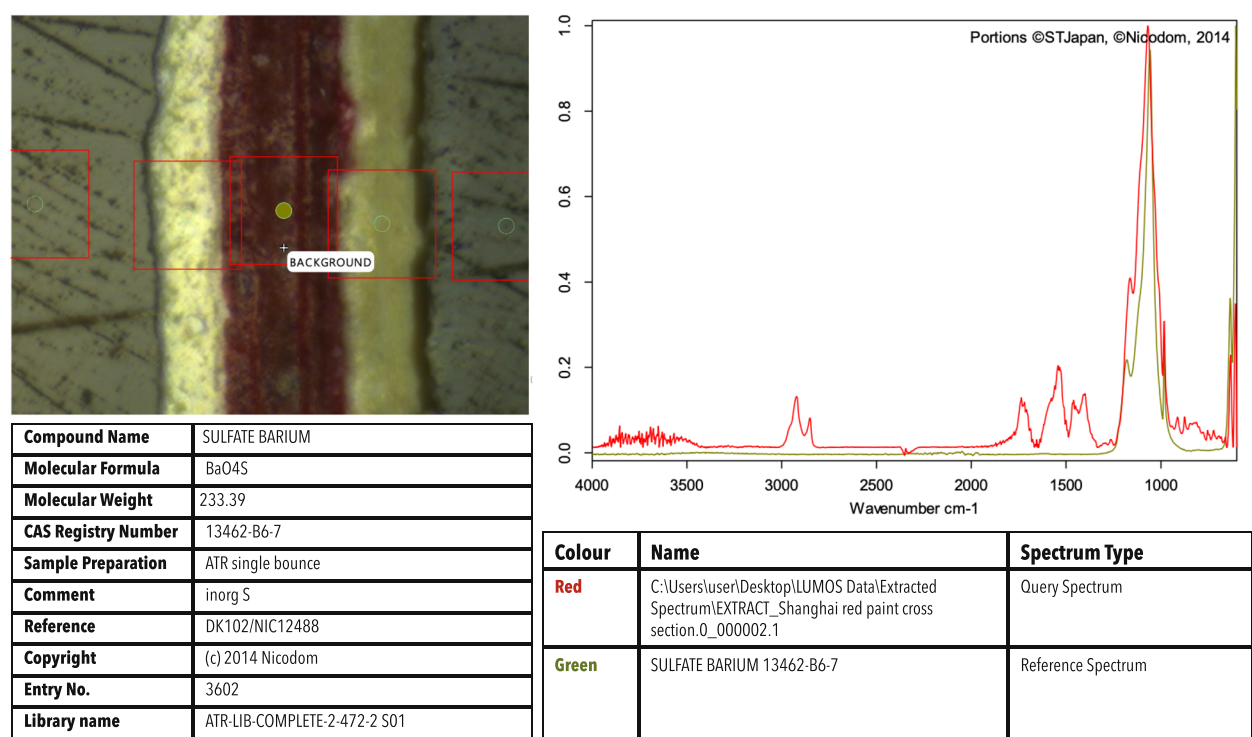 BACKGROUND
Compound Name SULFATE BARIUM
Molecular Formula BaO4S
Molecular Weight 233.39
CAS Registry Number 13462-B6-7
Sample Preparation ATR single bounce
Comment inorg S
Reference DK102/NIC12488
Copyright (c) 2014 Nicodom
Entry No. 3602
Library name ATR-LIB-COMPLETE-2-472-2 S01
Portions ©STJapan, ©Nicodom, 2014
1.0
0.8
0.6
0.4
0.2
0.0
4000 3500 3000 2500 2000 1500 1000
Wavenumber cm-1
Colour Name Spectrum Type
Red C:\Users\user\Desktop\LUMOS Data\Extracted Query Spectrum
Spectrum\EXTRACT_Shanghai red paint cross
section.0_000002.1
Green SULFATE BARIUM 13462-B6-7 Reference Spectrum